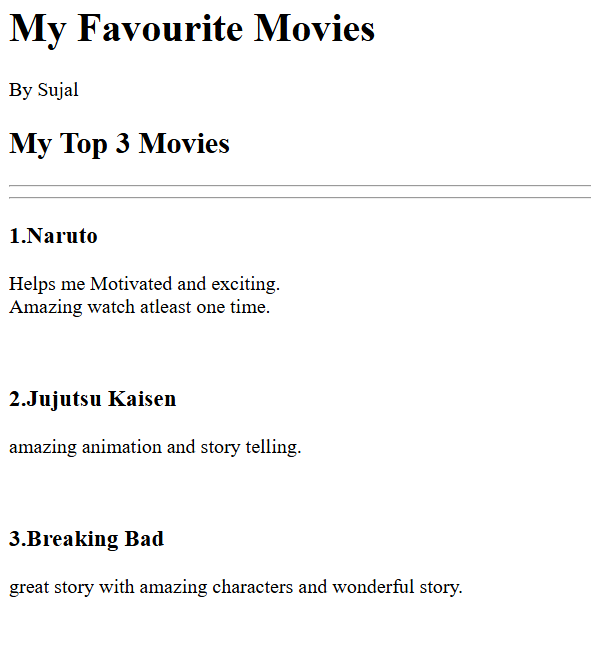 My Favourite Movies
By Sujal
My Top 3 Movies
1.Naruto
Helps me Motivated and exciting.
Amazing watch atleast one time.
2.Jujutsu Kaisen
amazing animation and story telling.
3.Breaking Bad
great story with amazing characters and wonderful story.